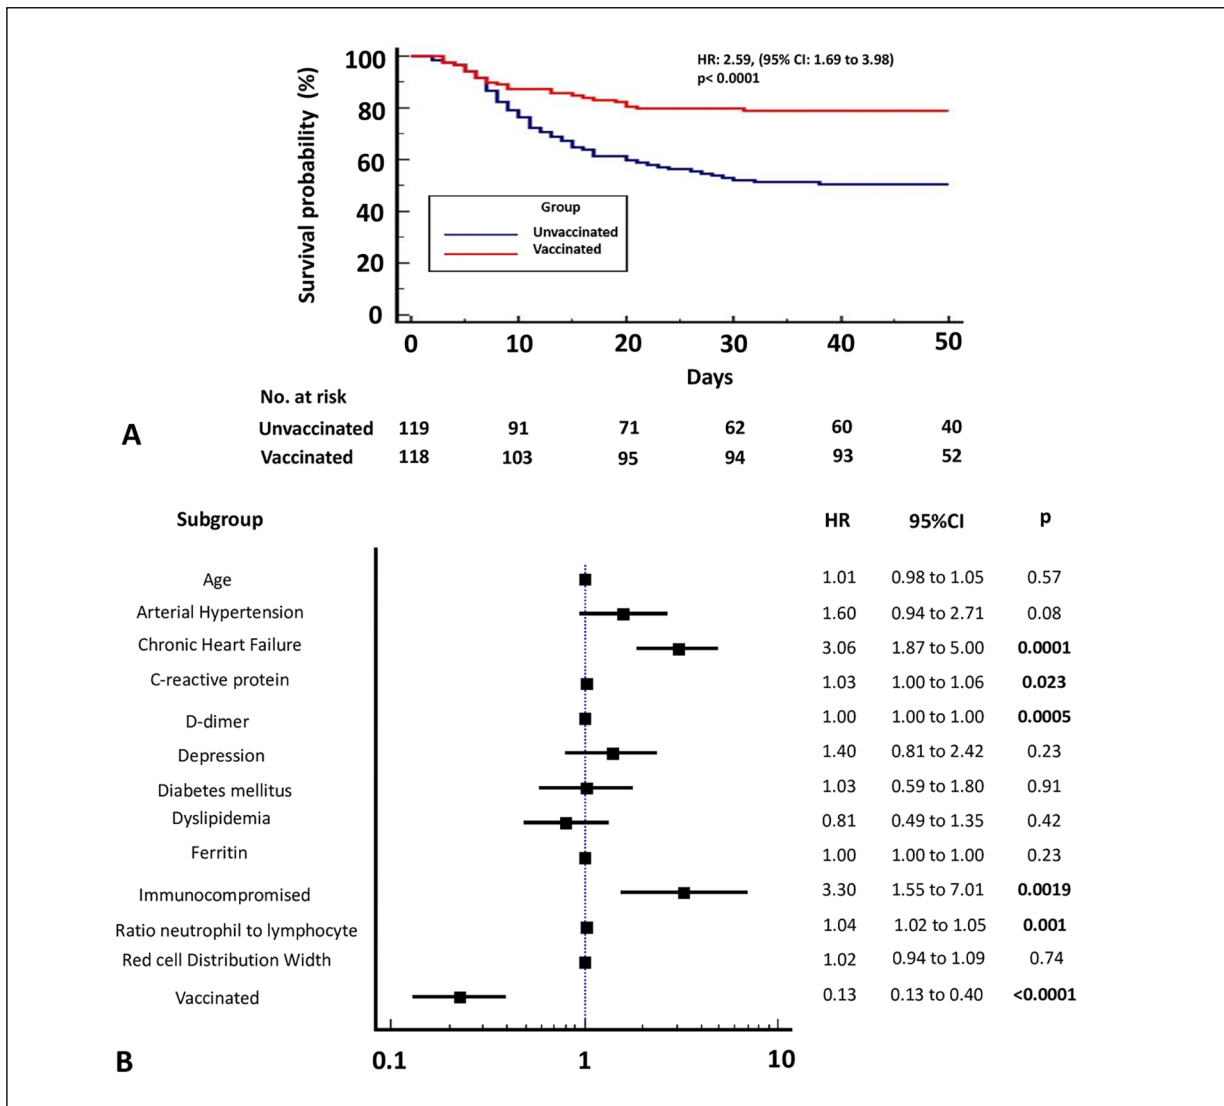 HR: 2.59, (95% CI: 1.69 to 3.98)
p< 0.0001
Survival probability (%)
100
80
60
40
20
0
Group
Unvaccinated
Vaccinated
0 10 20 30 40 50
Days
No. at risk
A
Unvaccinated 119 91 71 62 60 40
Vaccinated 118 103 95 94 93 52
Subgroup HR 95%CI p
Age 1.01 0.98 to 1.05 0.57
Arterial Hypertension 1.60 0.94 to 2.71 0.08
Chronic Heart Failure 3.06 1.87 to 5.00 0.0001
C-reactive protein 1.03 1.00 to 1.06 0.023
D-dimer 1.00 1.00 to 1.00 0.0005
Depression 1.40 0.81 to 2.42 0.23
Diabetes mellitus 1.03 0.59 to 1.80 0.91
Dyslipidemia 0.81 0.49 to 1.35 0.42
Ferritin 1.00 1.00 to 1.00 0.23
Immunocompromised 3.30 1.55 to 7.01 0.0019
Ratio neutrophil to lymphocyte 1.04 1.02 to 1.05 0.001
Red cell Distribution Width 1.02 0.94 to 1.09 0.74
Vaccinated 0.13 0.13 to 0.40 <0.0001
0.1 1 10
B